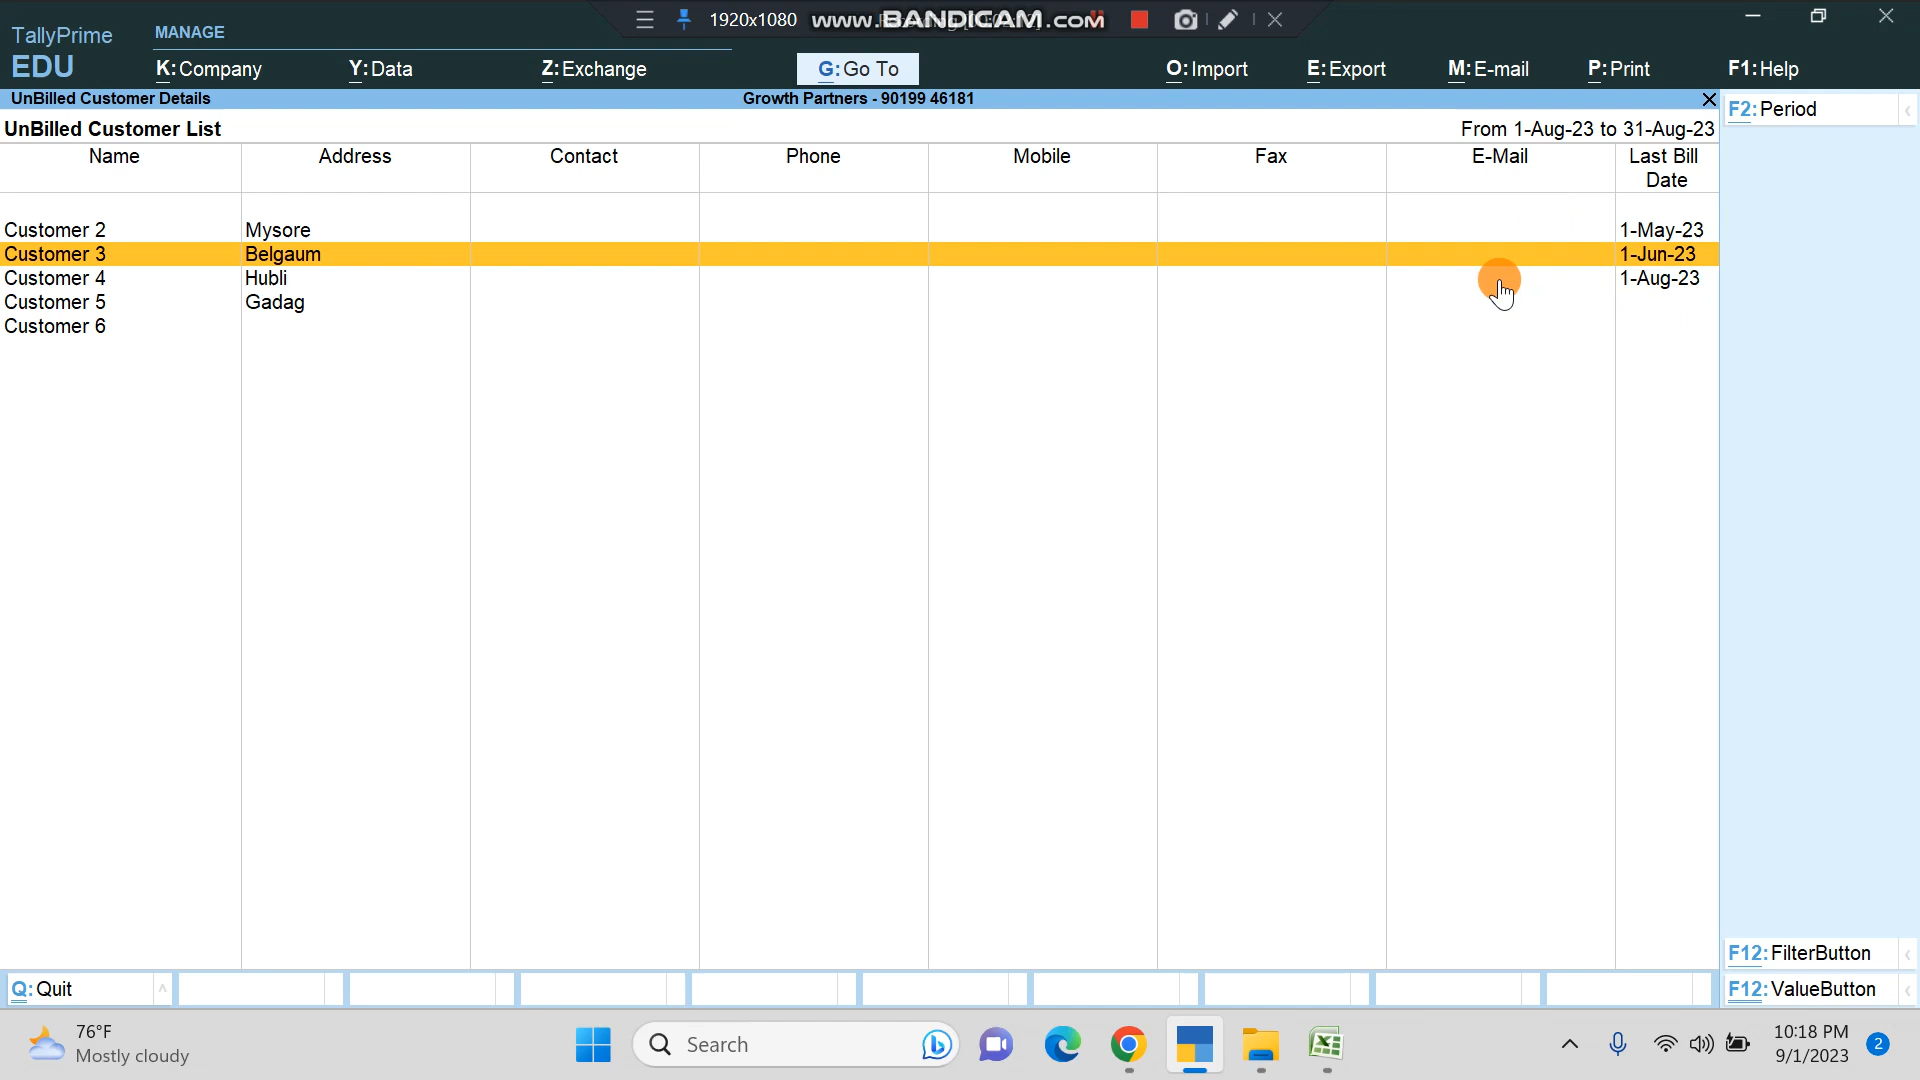 1920x1080 www.BANDICAM.com
TallyPrime MANAGE
EDU K:Company Y:Data Z:Exchange G:Go To O:Import E:Export M:E-mail P:Print F1:Help
UnBilled Customer Details Growth Partners - 90199 46181
F2:Period
UnBilled Customer List From 1-Aug-23 to 31-Aug-23
Name Address Contact Phone Mobile Fax E-Mail Last Bill
Date
Customer 2 Mysore 1-May-23
Customer 3 Belgaum 1-Jun-23
Customer 4 Hubli 1-Aug-23
Customer 5 Gadag
Customer 6
F12:FilterButton
Q:Quit F12:ValueButton
76°F
Mostly cloudy
Search
10:18 PM
9/1/2023
2